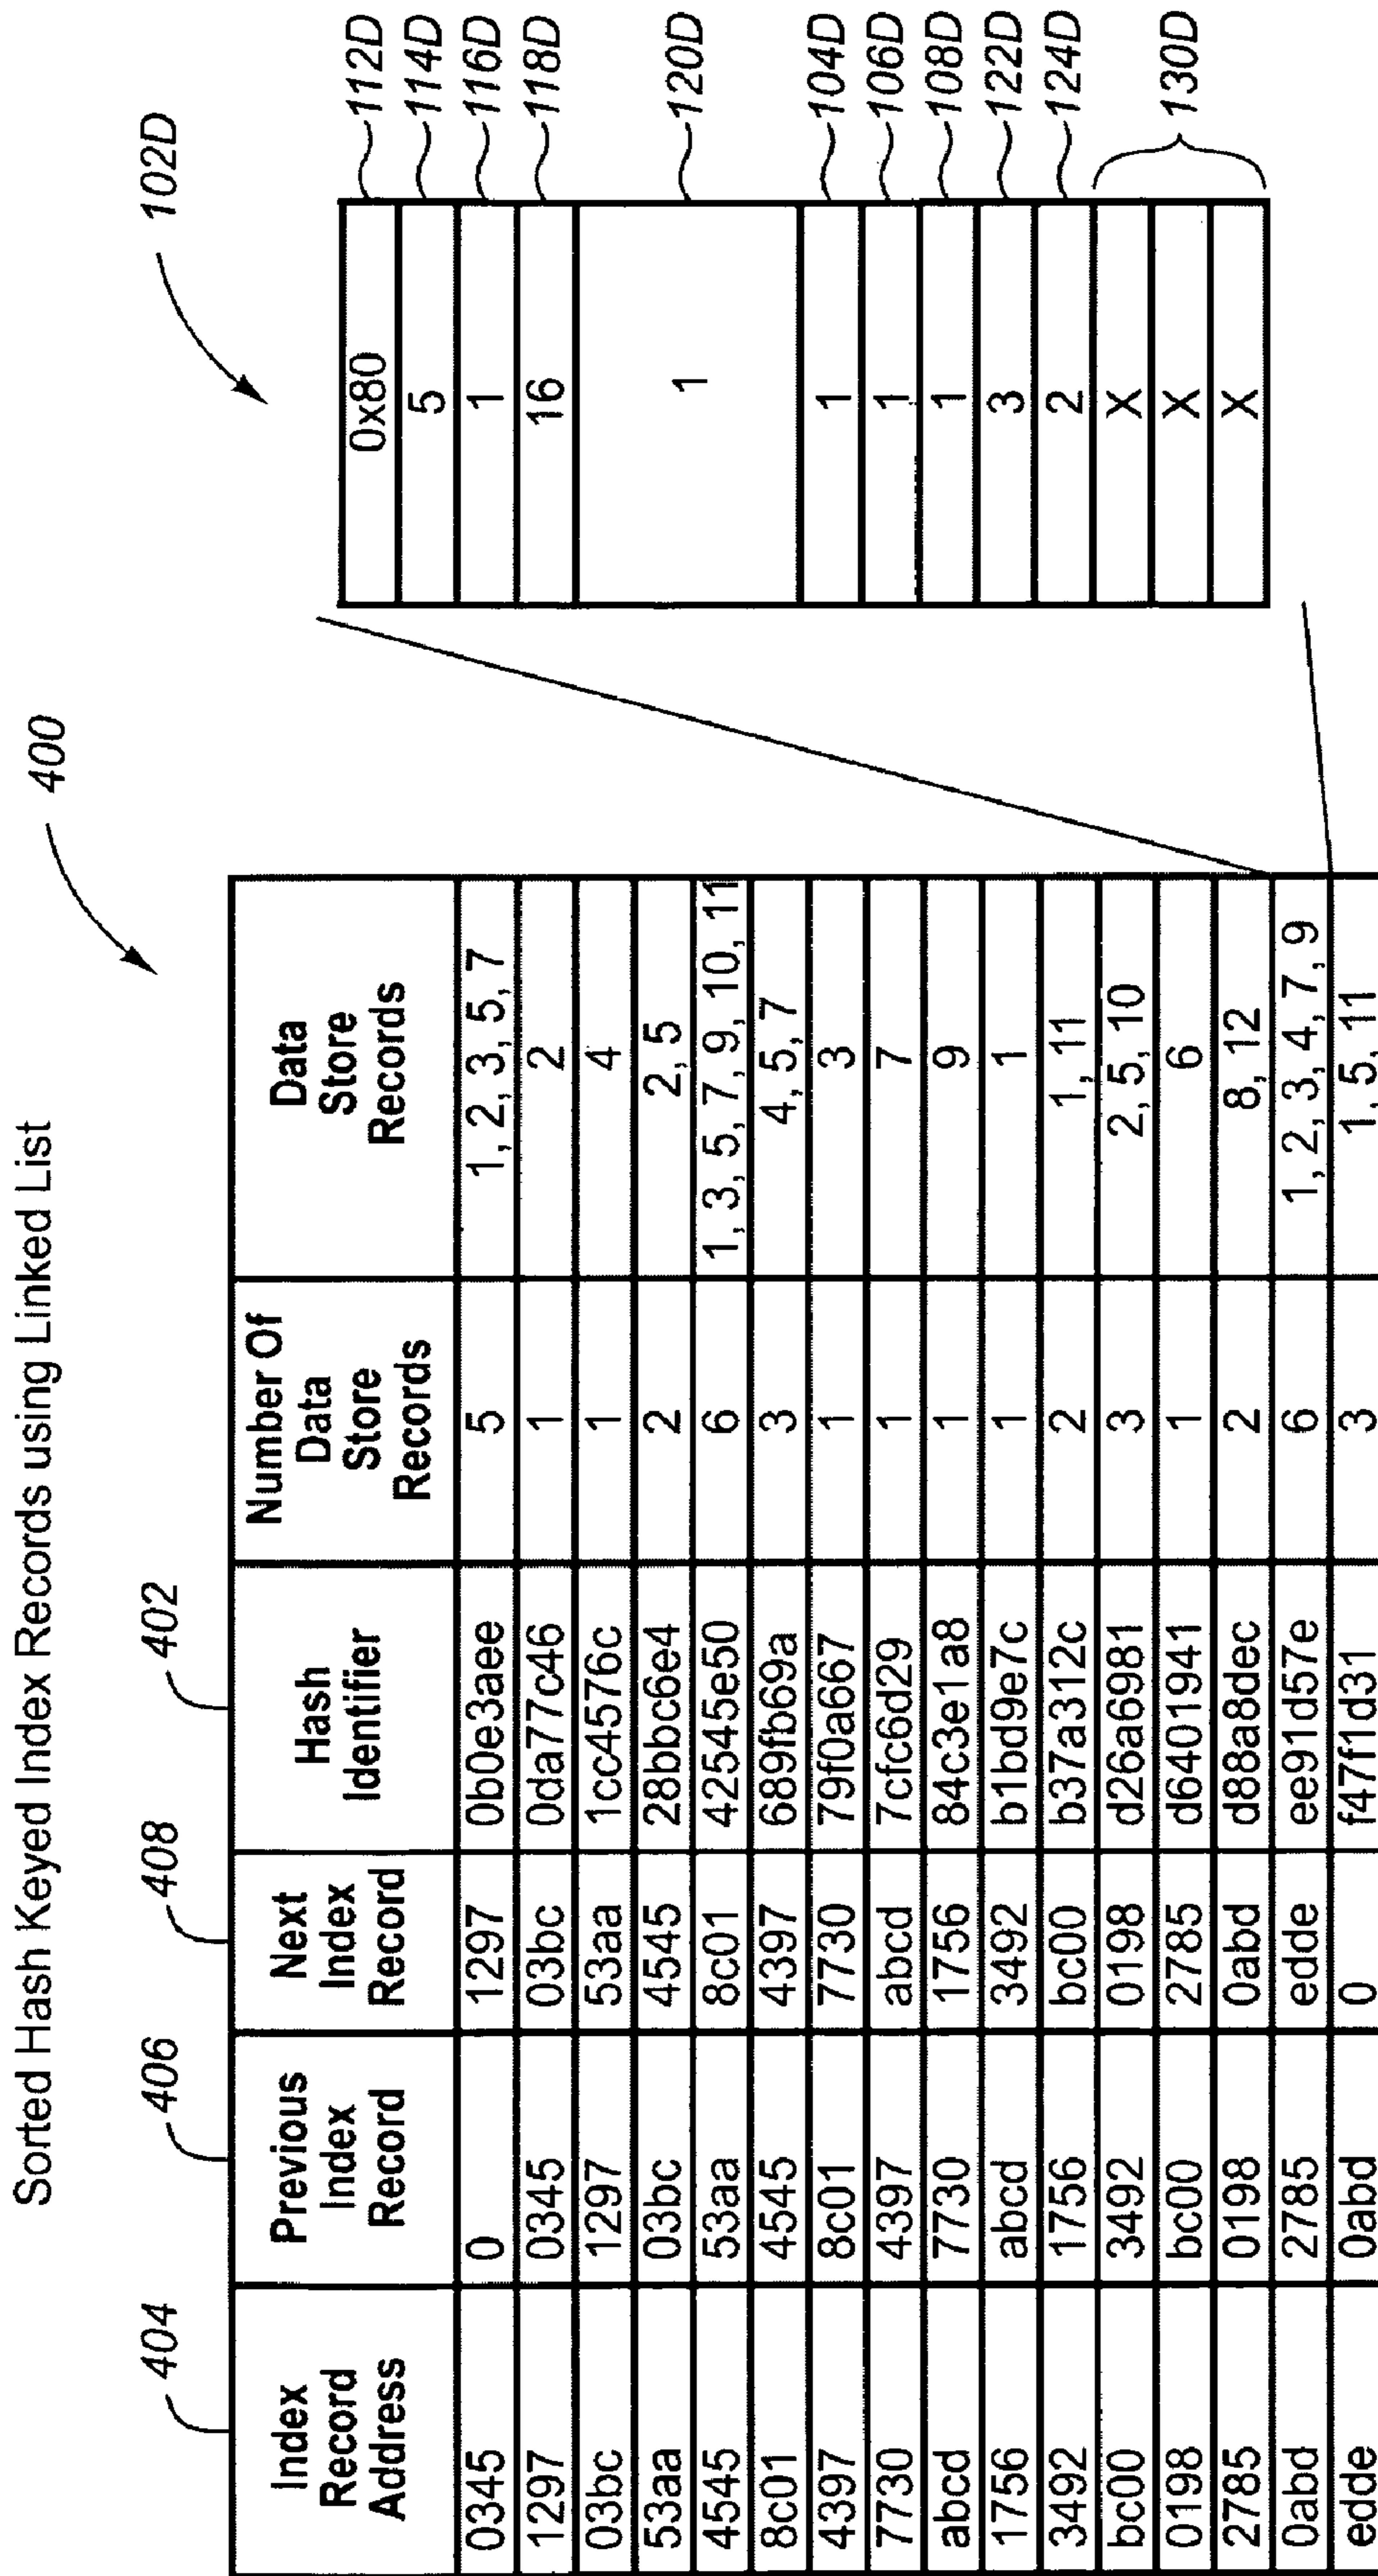 Sorted Hash Keyed Index Records using Linked List
400
404
406
408
402
Index Record Address | Previous Index Record | Next Index Record | Hash Identifier | Number Of Data Store Records | Data Store Records
0345 | 0 | 1297 | 0b0e3aee | 5 | 1, 2, 3, 5, 7
1297 | 0345 | 03bc | 0da77c46 | 1 | 2
03bc | 1297 | 53aa | 1cc4576c | 1 | 4
53aa | 03bc | 4545 | 28bbc6e4 | 2 | 2, 5
4545 | 53aa | 8c01 | 42545e50 | 6 | 1, 3, 5, 7, 9, 10, 11
8c01 | 4545 | 4397 | 689fb69a | 3 | 4, 5, 7
4397 | 8c01 | 7730 | 79f0a667 | 1 | 3
7730 | 4397 | abcd | 7cfc6d29 | 1 | 7
abcd | 7730 | 1756 | 84c3e1a8 | 1 | 9
1756 | abcd | 3492 | b1bd9e7c | 1 | 1
3492 | 1756 | bc00 | b37a312c | 2 | 1, 11
bc00 | 3492 | 0198 | d26a6981 | 3 | 2, 5, 10
0198 | bc00 | 2785 | d6401941 | 1 | 6
2785 | 0198 | 0abd | d88a8dec | 2 | 8, 12
0abd | 2785 | edde | ee91d57e | 6 | 1, 2, 3, 4, 7, 9
edde | 0abd | 0 | f47f1d31 | 3 | 1, 5, 11
102D
0x80 112D
5 114D
1 116D
16 118D
1 120D
1 104D
1 106D
1 108D
3 122D
2 124D
X
X 130D
X